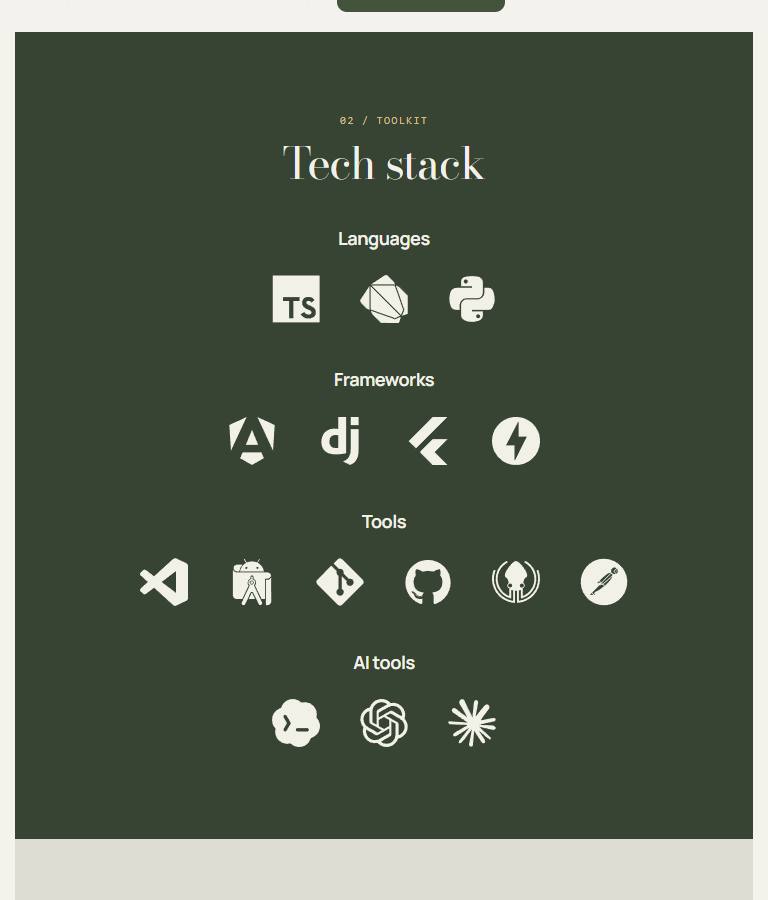 02 / TOOLKIT
Tech stack
Languages
TS
Frameworks
dj
Tools
AI tools